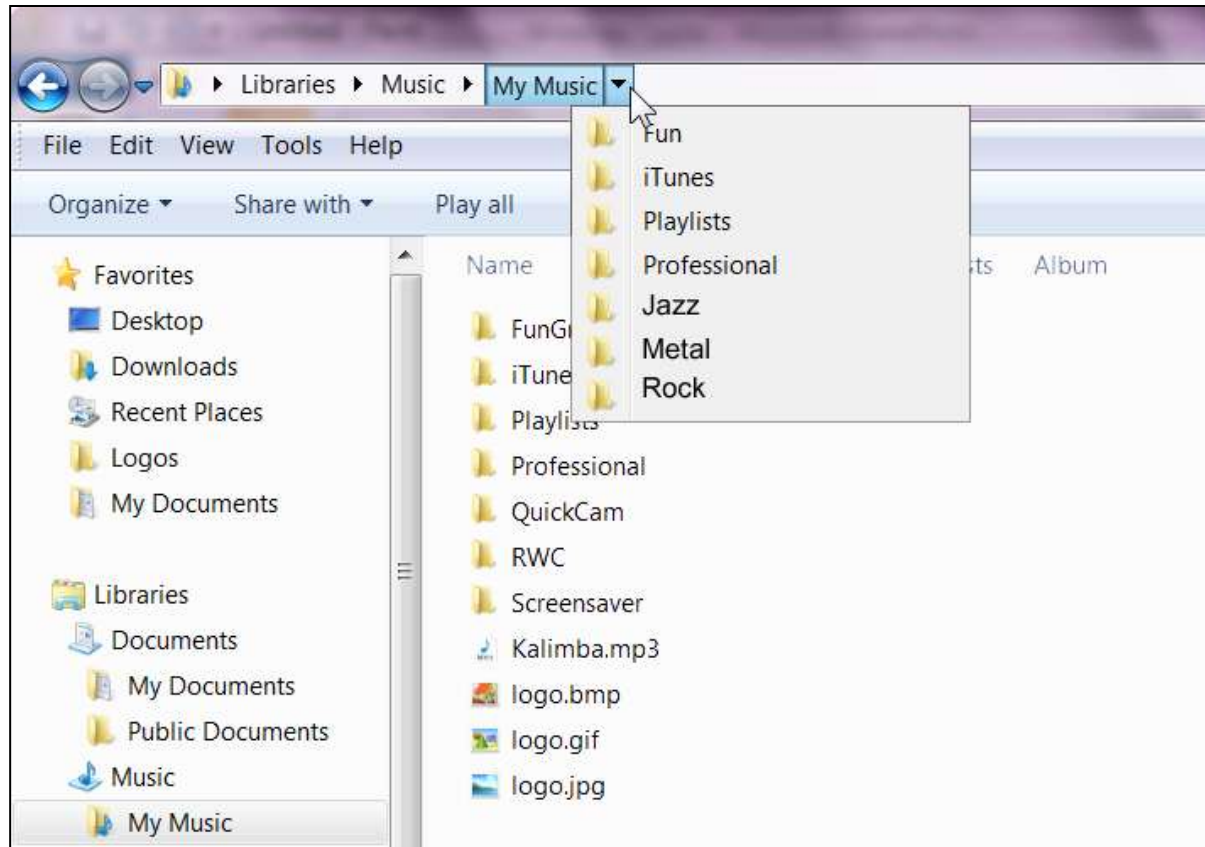 Libraries Music My Music
Fun
iTunes
Playlists
Professional
Jazz
Metal
Rock
File Edit View Tools Help
Organize Share with Play all
Favorites
Desktop
Downloads
Recent Places
Logos
My Documents
Libraries
Documents
My Documents
Public Documents
Music
My Music
Name Album
Playlists
Professional
QuickCam
RWC
Screensaver
Kalimba.mp3
logo.bmp
logo.gif
logo.jpg